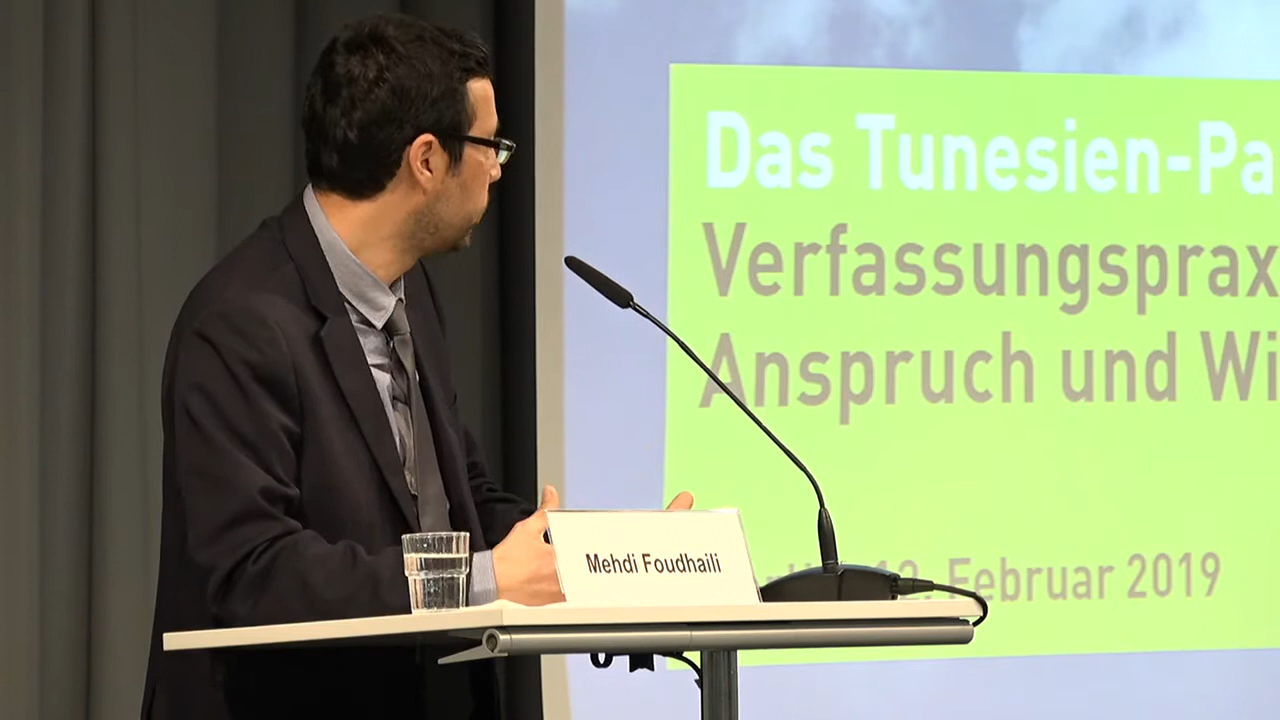 Das Tunesien-Pa
Verfassungsprax
Anspruch und Wi
Februar 2019
Mehdi Foudhaili